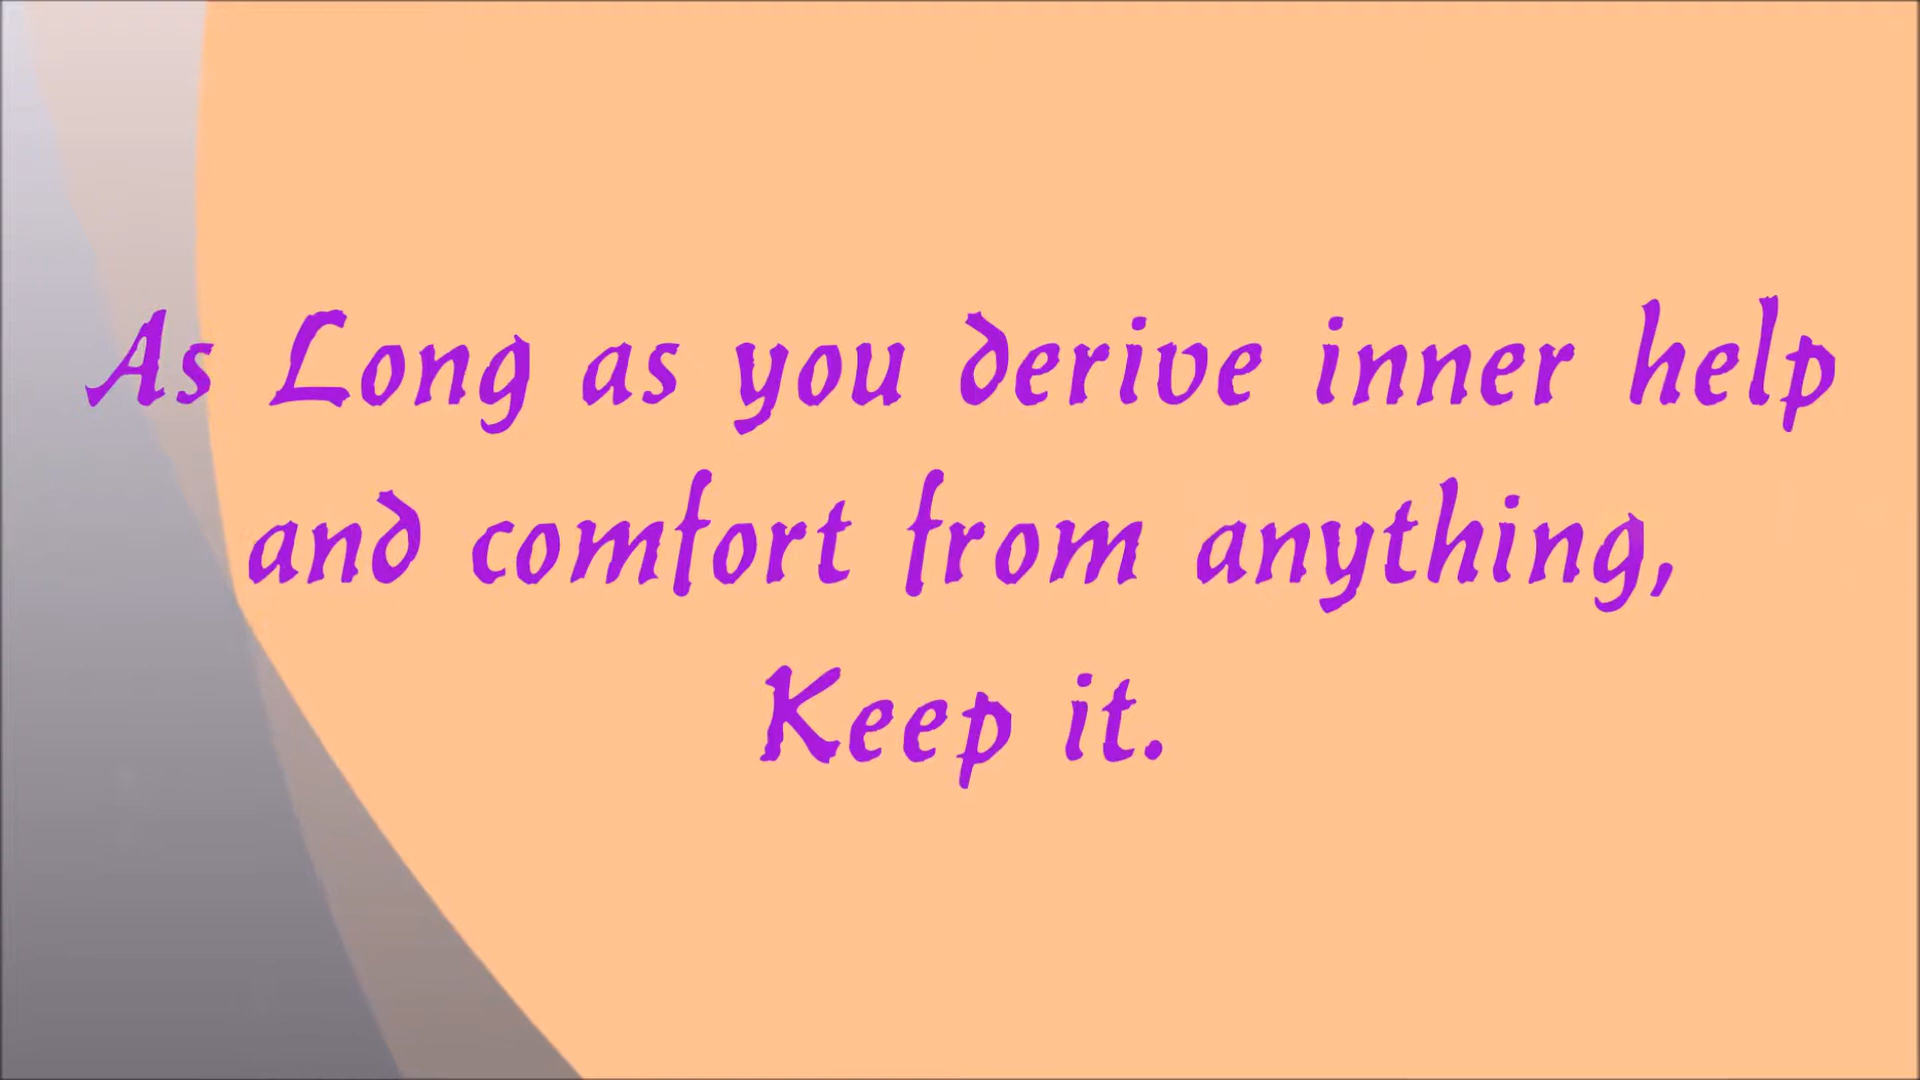 As Long as you derive inner help
and comfort from anything,
Keep it.